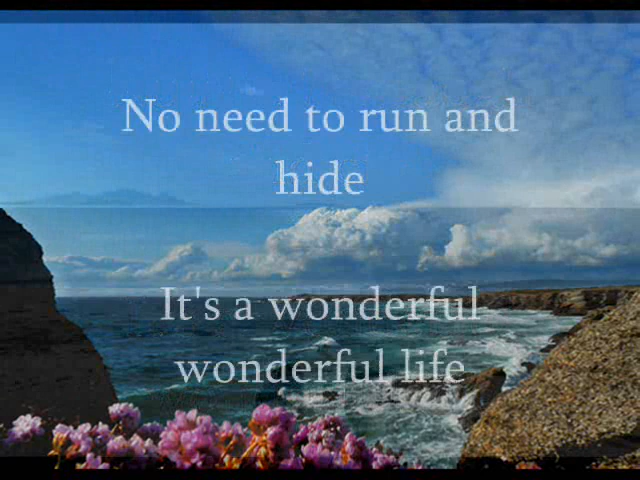 No need to run and
hide
It's a wonderful
wonderful life